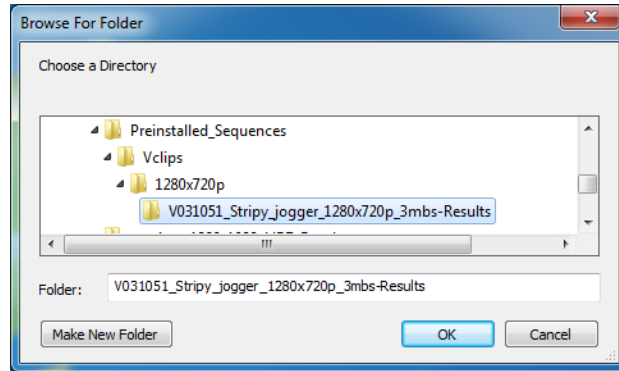 Browse For Folder
Choose a Directory
Preinstalled_Sequences
Vclips
1280x720p
V031051_Stripy_jogger_1280x720p_3mbs-Results
Folder: V031051_Stripy_jogger_1280x720p_3mbs-Results
Make New Folder OK Cancel